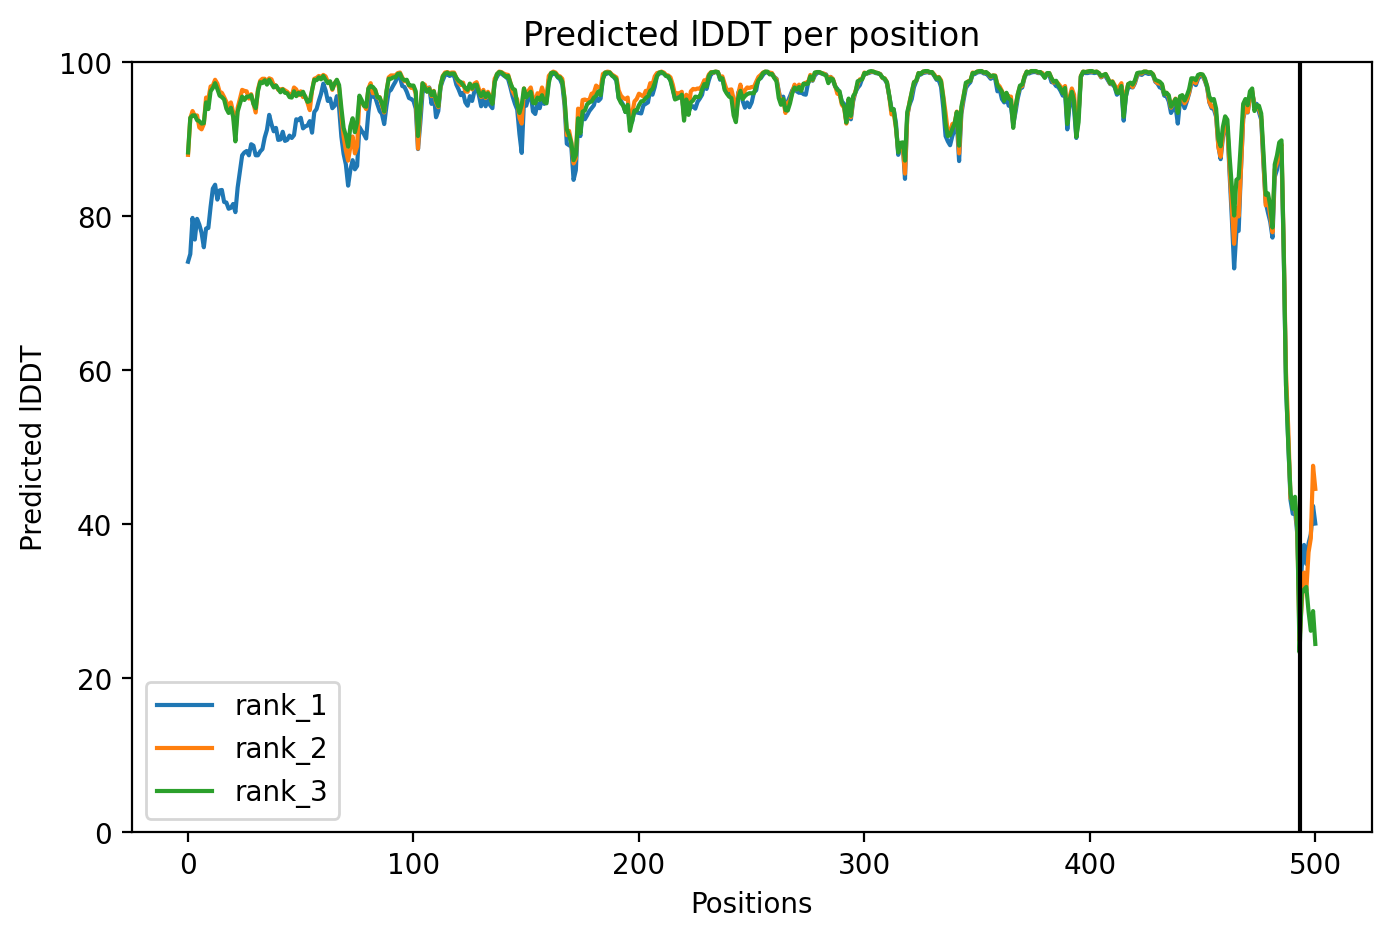 Predicted lDDT per position
100
80
60
40
20
0
Predicted lDDT
rank_1
rank_2
rank_3
0 100 200 300 400 500
Positions